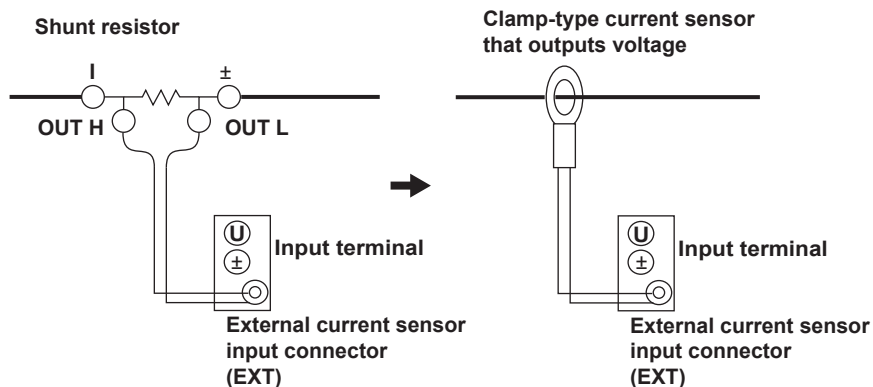 Shunt resistor
I
±
OUT H
OUT L
U
±
Input terminal
External current sensor
input connector
(EXT)
Clamp-type current sensor
that outputs voltage
U
±
Input terminal
External current sensor
input connector
(EXT)